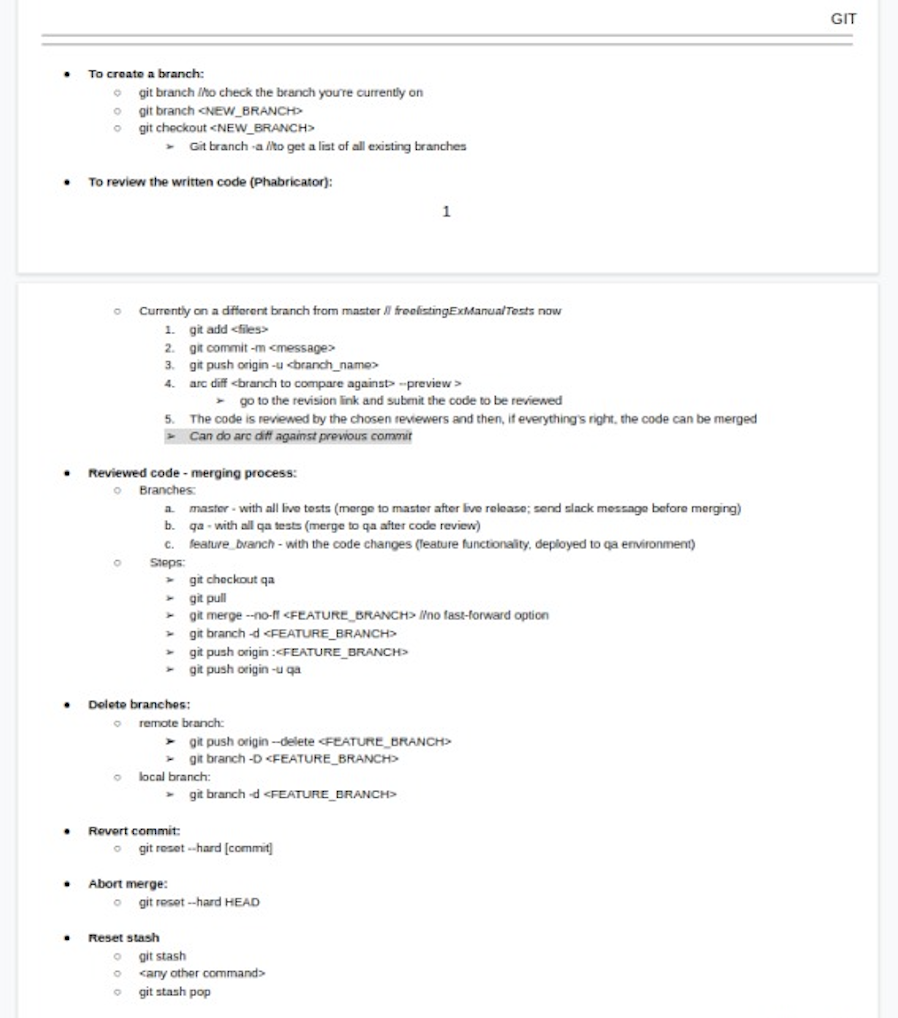 GIT
● To create a branch:
○ git branch //to check the branch you're currently on
○ git branch <NEW_BRANCH>
○ git checkout <NEW_BRANCH>
➢ Git branch -a //to get a list of all existing branches
● To review the written code (Phabricator):
1
○ Currently on a different branch from master // freelistingExManualTests now
1. git add <files>
2. git commit -m <message>
3. git push origin -u <branch_name>
4. arc diff <branch to compare against> --preview >
➢ go to the revision link and submit the code to be reviewed
5. The code is reviewed by the chosen reviewers and then, if everything's right, the code can be merged
➢ Can do arc diff against previous commit
● Reviewed code - merging process:
○ Branches:
a. master - with all live tests (merge to master after live release; send slack message before merging)
b. qa - with all qa tests (merge to qa after code review)
c. feature_branch - with the code changes (feature functionality, deployed to qa environment)
○ Steps:
➢ git checkout qa
➢ git pull
➢ git merge --no-ff <FEATURE_BRANCH> //no fast-forward option
➢ git branch -d <FEATURE_BRANCH>
➢ git push origin :<FEATURE_BRANCH>
➢ git push origin -u qa
● Delete branches:
○ remote branch:
➢ git push origin --delete <FEATURE_BRANCH>
➢ git branch -D <FEATURE_BRANCH>
○ local branch:
➢ git branch -d <FEATURE_BRANCH>
● Revert commit:
○ git reset --hard [commit]
● Abort merge:
○ git reset --hard HEAD
● Reset stash
○ git stash
○ <any other command>
○ git stash pop